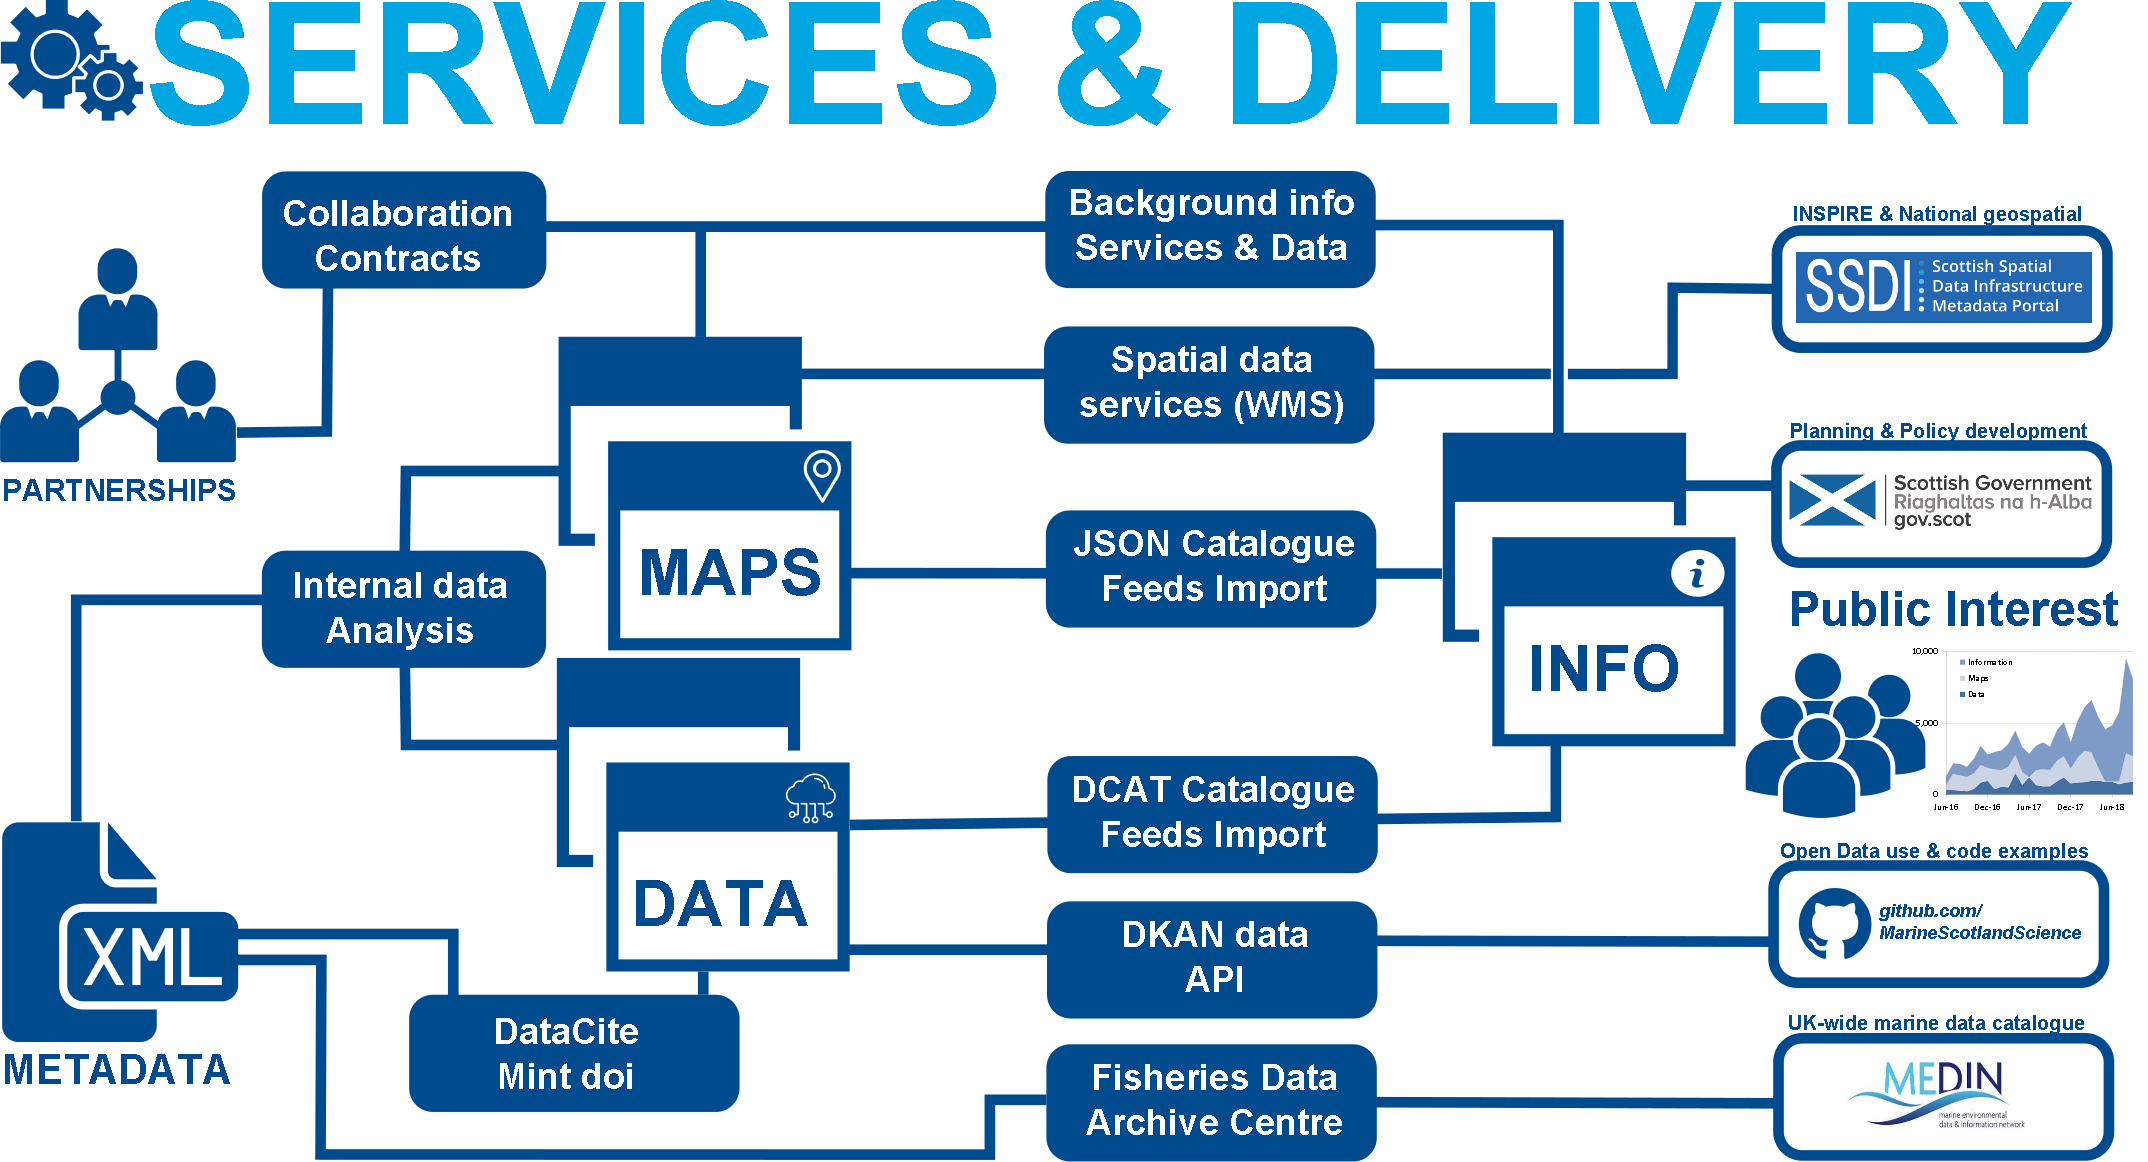 SERVICES & DELIVERY
Collaboration
Contracts
Background info
Services & Data
INSPIRE & National geospatial
SSDI
Scottish Spatial
Data Infrastructure
Metadata Portal
Spatial data
services (WMS)
PARTNERSHIPS
Planning & Policy development
Scottish Government
Riaghaltas na h-Alba
gov.scot
MAPS
JSON Catalogue
Feeds Import
Internal data
Analysis
INFO
Public Interest
10,000
5,000
0
Information
Maps
Data
Jun-16 Dec-16 Jun-17 Dec-17 Jun-18
DCAT Catalogue
Feeds Import
DATA
Open Data use & code examples
github.com/
MarineScotlandScience
DKAN data
API
XML
METADATA
DataCite
Mint doi
UK-wide marine data catalogue
MEDIN
marine environmental
data & information network
Fisheries Data
Archive Centre